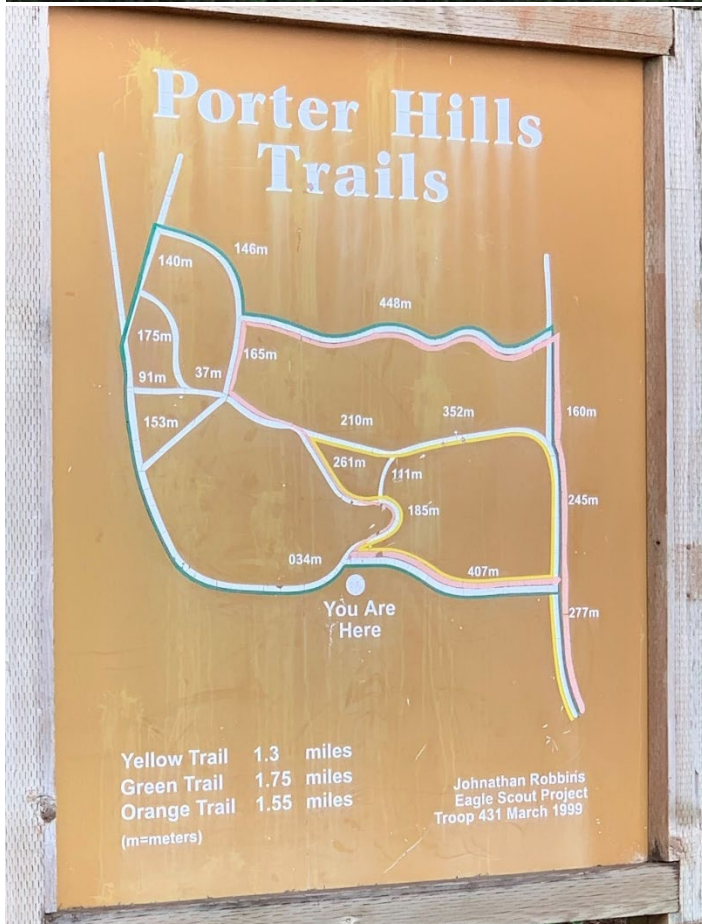 Porter Hills
Trails
146m
140m
448m
175m
165m
91m
37m
160m
153m
210m
352m
261m
111m
245m
185m
034m
407m
You Are
Here
277m
Yellow Trail 1.3 miles
Green Trail 1.75 miles
Orange Trail 1.55 miles
(m=meters)
Johnathan Robbins
Eagle Scout Project
Troop 431 March 1999